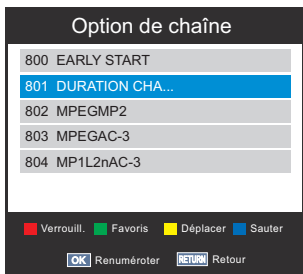 Option de chaîne
800 EARLY START
801 DURATION CHA...
802 MPEGMP2
803 MPEGAC-3
804 MP1L2nAC-3
Verrouill. Favoris Déplacer Sauter
OK Renuméroter RETURN Retour